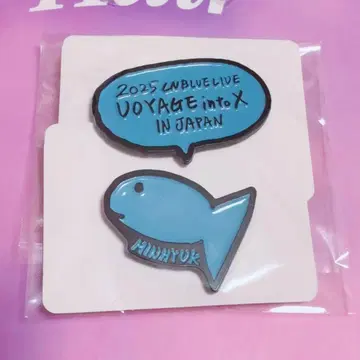 2025 CNBLUE LIVE
VOYAGE into X
IN JAPAN
MINHYUK